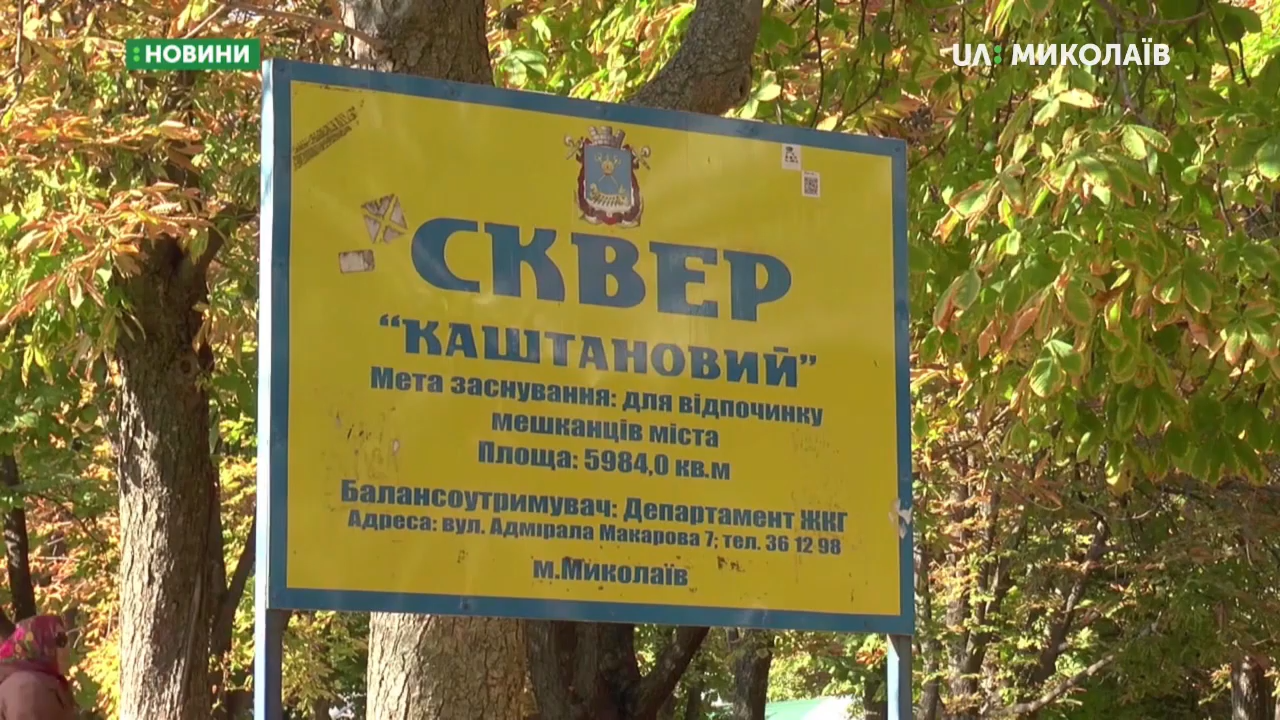 НОВИНИ
UA: МИКОЛАЇВ
СКВЕР
“КАШТАНОВИЙ”
Мета заснування: для відпочинку
мешканців міста
Площа: 5984,0 кв.м
Балансоутримувач: Департамент ЖКГ
Адреса: вул. Адмірала Макарова 7; тел. 36 12 98
м.Миколаїв